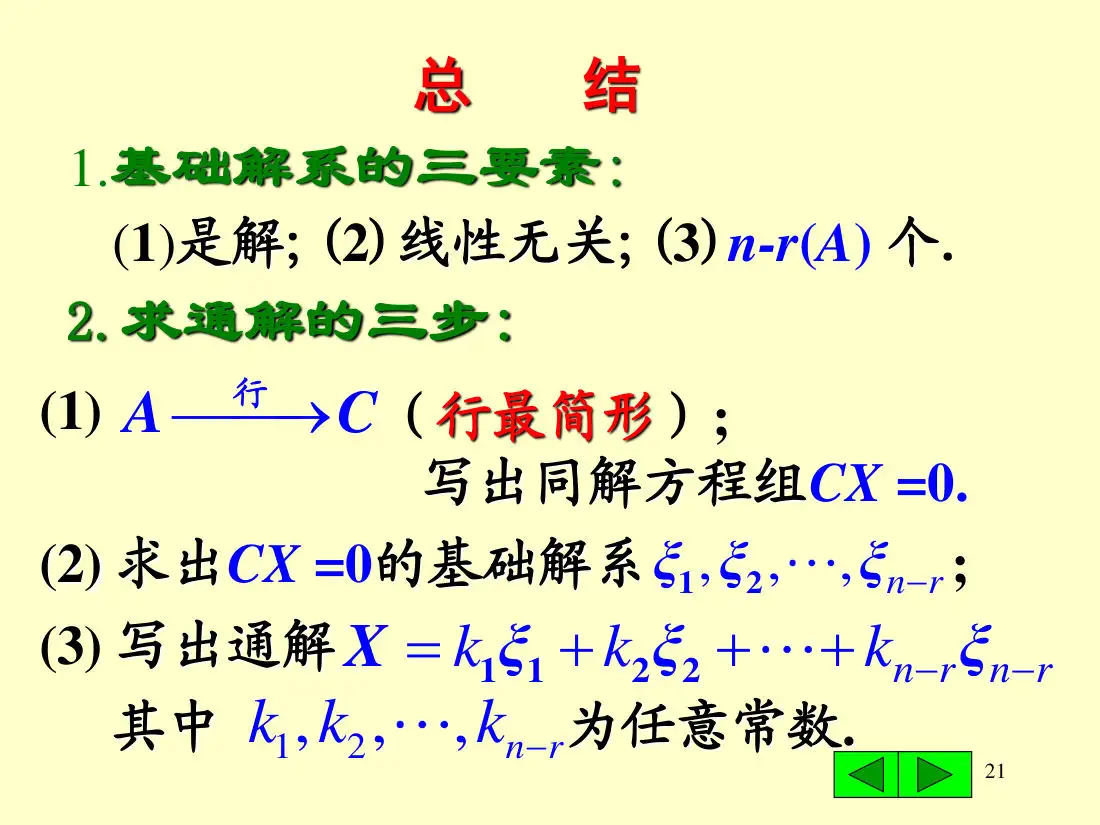 总 结
1.基础解系的三要素:
(1)是解; (2) 线性无关; (3) n-r(A) 个.
2.求通解的三步:
(1) A —行→ C (行最简形) ;
写出同解方程组CX =0.
(2) 求出CX =0的基础解系 ξ₁, ξ₂, ⋯, ξₙ₋ᵣ ;
(3) 写出通解 X = k₁ξ₁ + k₂ξ₂ + ⋯ + kₙ₋ᵣξₙ₋ᵣ
其中 k₁, k₂, ⋯, kₙ₋ᵣ 为任意常数.
21